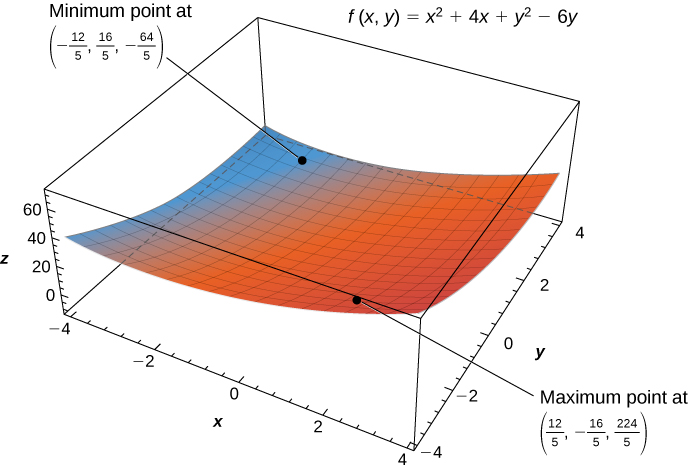 Minimum point at
(−12/5, 16/5, −64/5)
f (x, y) = x² + 4x + y² − 6y
60
40
20
0
z
−4
−2
0
2
4
x
4
2
0
−2
−4
y
Maximum point at
(12/5, −16/5, 224/5)